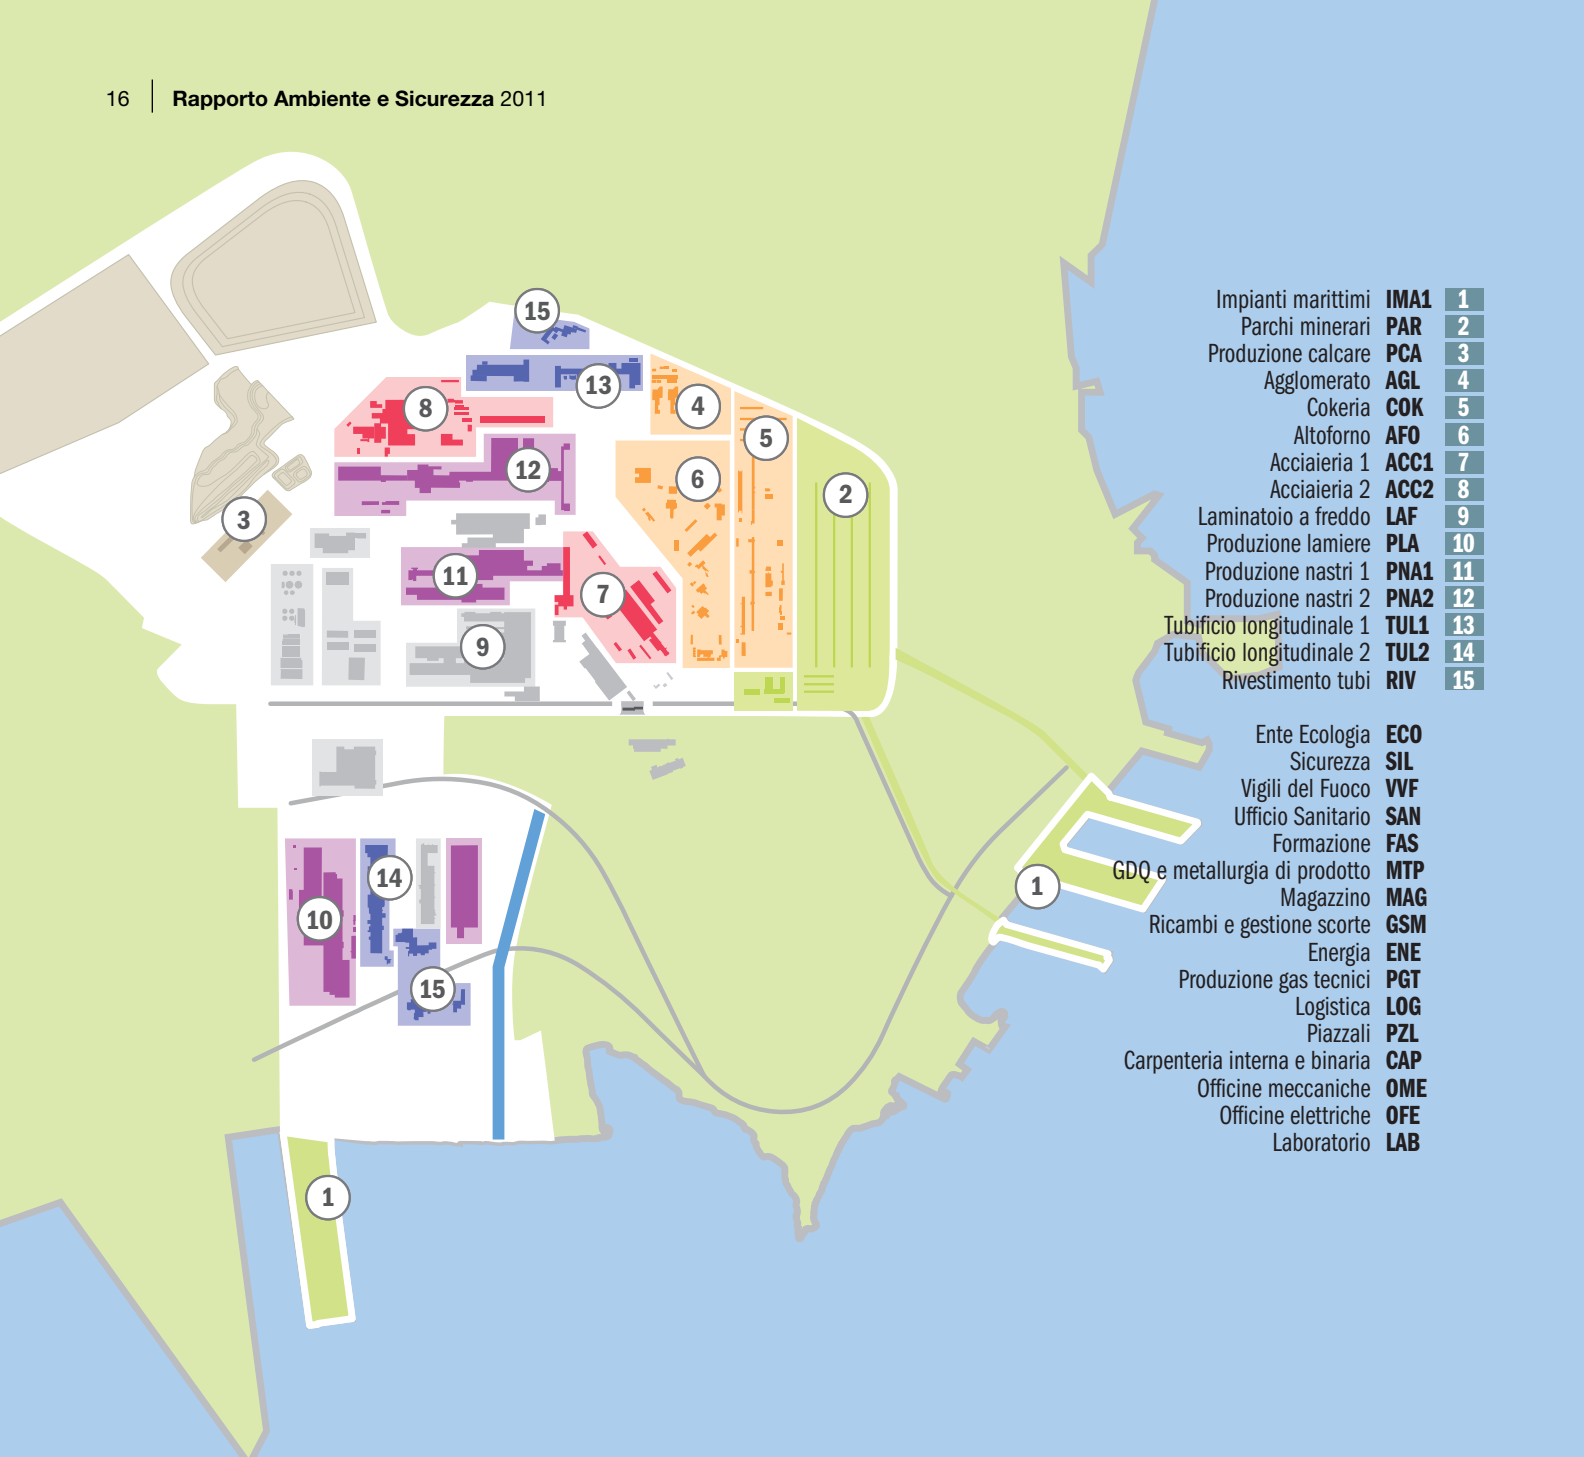 16 Rapporto Ambiente e Sicurezza 2011
15
13
8
4
5
12
6
2
3
11
7
9
14
10
15
1
1
Impianti marittimi IMA1 1
Parchi minerari PAR 2
Produzione calcare PCA 3
Agglomerato AGL 4
Cokeria COK 5
Altoforno AFO 6
Acciaieria 1 ACC1 7
Acciaieria 2 ACC2 8
Laminatoio a freddo LAF 9
Produzione lamiere PLA 10
Produzione nastri 1 PNA1 11
Produzione nastri 2 PNA2 12
Tubificio longitudinale 1 TUL1 13
Tubificio longitudinale 2 TUL2 14
Rivestimento tubi RIV 15
Ente Ecologia ECO
Sicurezza SIL
Vigili del Fuoco VVF
Ufficio Sanitario SAN
Formazione FAS
GDQ e metallurgia di prodotto MTP
Magazzino MAG
Ricambi e gestione scorte GSM
Energia ENE
Produzione gas tecnici PGT
Logistica LOG
Piazzali PZL
Carpenteria interna e binaria CAP
Officine meccaniche OME
Officine elettriche OFE
Laboratorio LAB